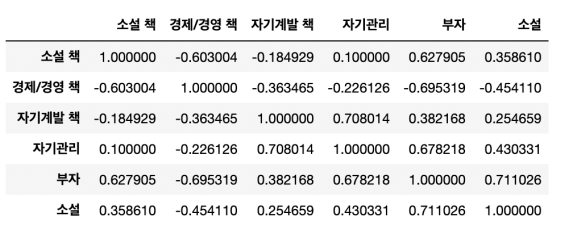 소설 책 경제/경영 책 자기계발 책 자기관리 부자 소설
소설 책 1.000000 -0.603004 -0.184929 0.100000 0.627905 0.358610
경제/경영 책 -0.603004 1.000000 -0.363465 -0.226126 -0.695319 -0.454110
자기계발 책 -0.184929 -0.363465 1.000000 0.708014 0.382168 0.254659
자기관리 0.100000 -0.226126 0.708014 1.000000 0.678218 0.430331
부자 0.627905 -0.695319 0.382168 0.678218 1.000000 0.711026
소설 0.358610 -0.454110 0.254659 0.430331 0.711026 1.000000